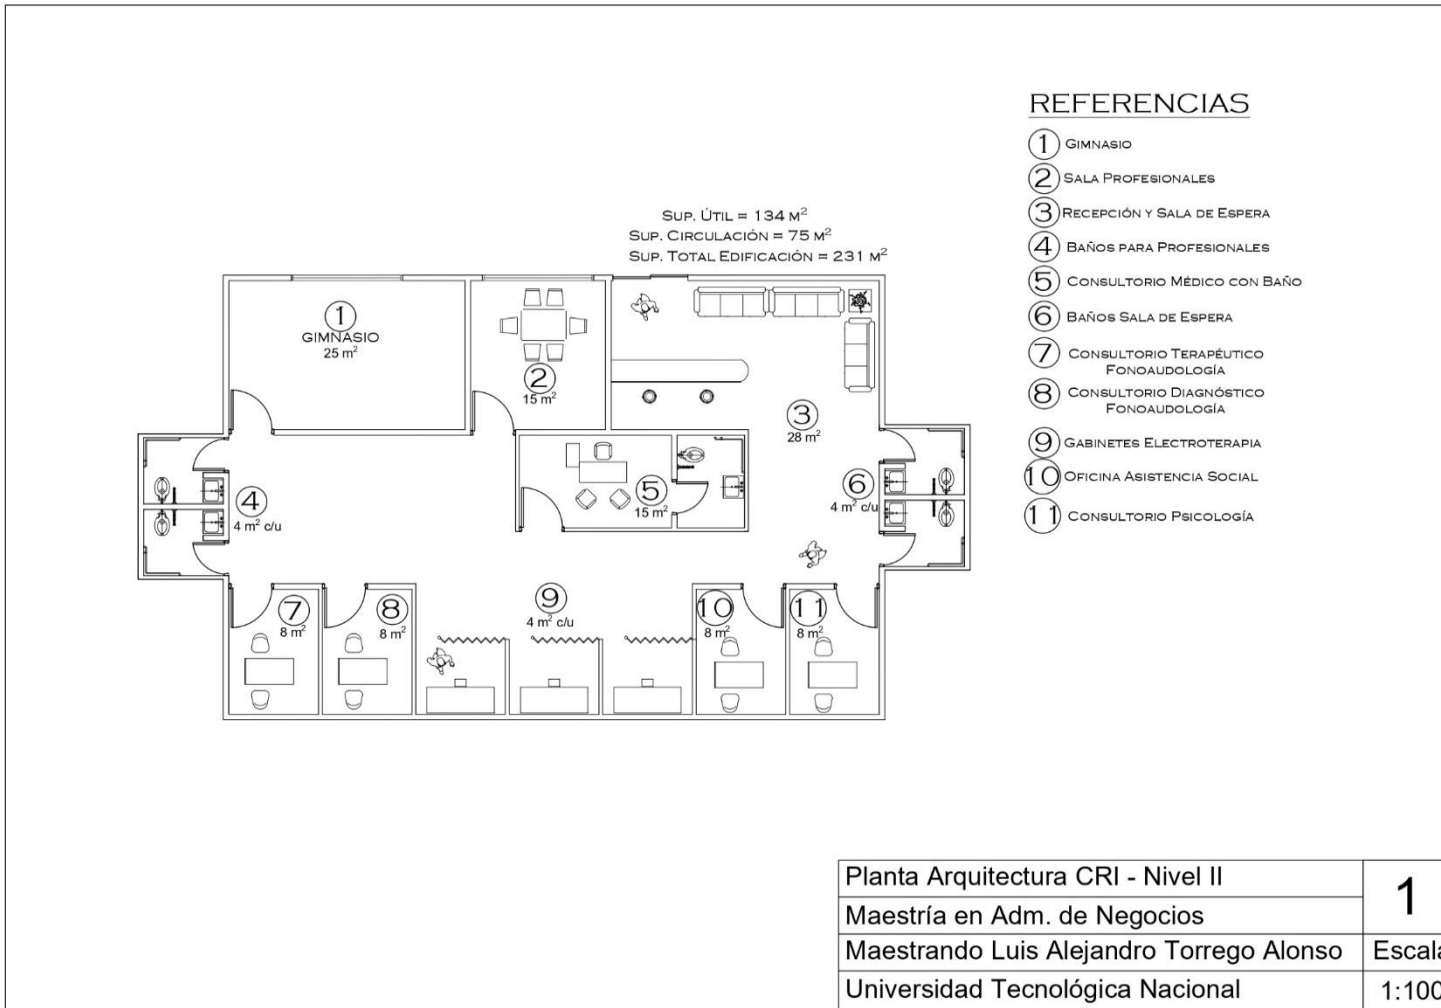 REFERENCIAS
1 GIMNASIO
2 SALA PROFESIONALES
3 RECEPCIÓN Y SALA DE ESPERA
4 BAÑOS PARA PROFESIONALES
5 CONSULTORIO MÉDICO CON BAÑO
6 BAÑOS SALA DE ESPERA
7 CONSULTORIO TERAPÉUTICO
FONOAUDOLOGÍA
8 CONSULTORIO DIAGNÓSTICO
FONOAUDOLOGÍA
9 GABINETES ELECTROTERAPIA
10 OFICINA ASISTENCIA SOCIAL
11 CONSULTORIO PSICOLOGÍA
SUP. ÚTIL = 134 M²
SUP. CIRCULACIÓN = 75 M²
SUP. TOTAL EDIFICACIÓN = 231 M²
1
GIMNASIO
25 m²
2
15 m²
3
28 m²
4
4 m² c/u
5
15 m²
6
4 m² c/u
7
8 m²
8
8 m²
9
4 m² c/u
10
8 m²
11
8 m²
Planta Arquitectura CRI - Nivel II
1
Maestría en Adm. de Negocios
Maestrando Luis Alejandro Torrego Alonso
Escala
Universidad Tecnológica Nacional
1:100